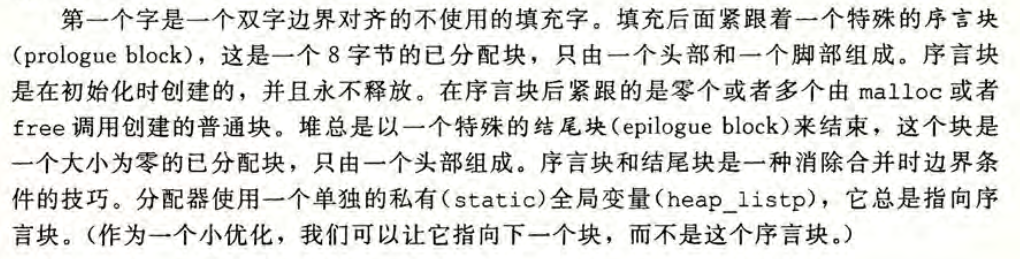 第一个字是一个双字边界对齐的不使用的填充字。填充后面紧跟着一个特殊的序言块
(prologue block)，这是一个 8 字节的已分配块，只由一个头部和一个脚部组成。序言块
是在初始化时创建的，并且永不释放。在序言块后紧跟的是零个或者多个由 malloc 或者
free 调用创建的普通块。堆总是以一个特殊的结尾块(epilogue block)来结束，这个块是
一个大小为零的已分配块，只由一个头部组成。序言块和结尾块是一种消除合并时边界条
件的技巧。分配器使用一个单独的私有(static)全局变量(heap_listp)，它总是指向序
言块。(作为一个小优化，我们可以让它指向下一个块，而不是这个序言块。)